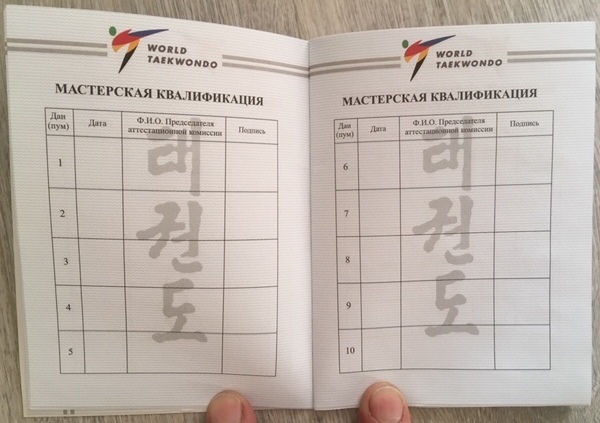 WORLD
TAEKWONDO
МАСТЕРСКАЯ КВАЛИФИКАЦИЯ
Дан (пум) Дата Ф.И.О. Председателя аттестационной комиссии Подпись
1
2
3
4
5
태권도
WORLD
TAEKWONDO
МАСТЕРСКАЯ КВАЛИФИКАЦИЯ
Дан (пум) Дата Ф.И.О. Председателя аттестационной комиссии Подпись
6
7
8
9
10
태권도